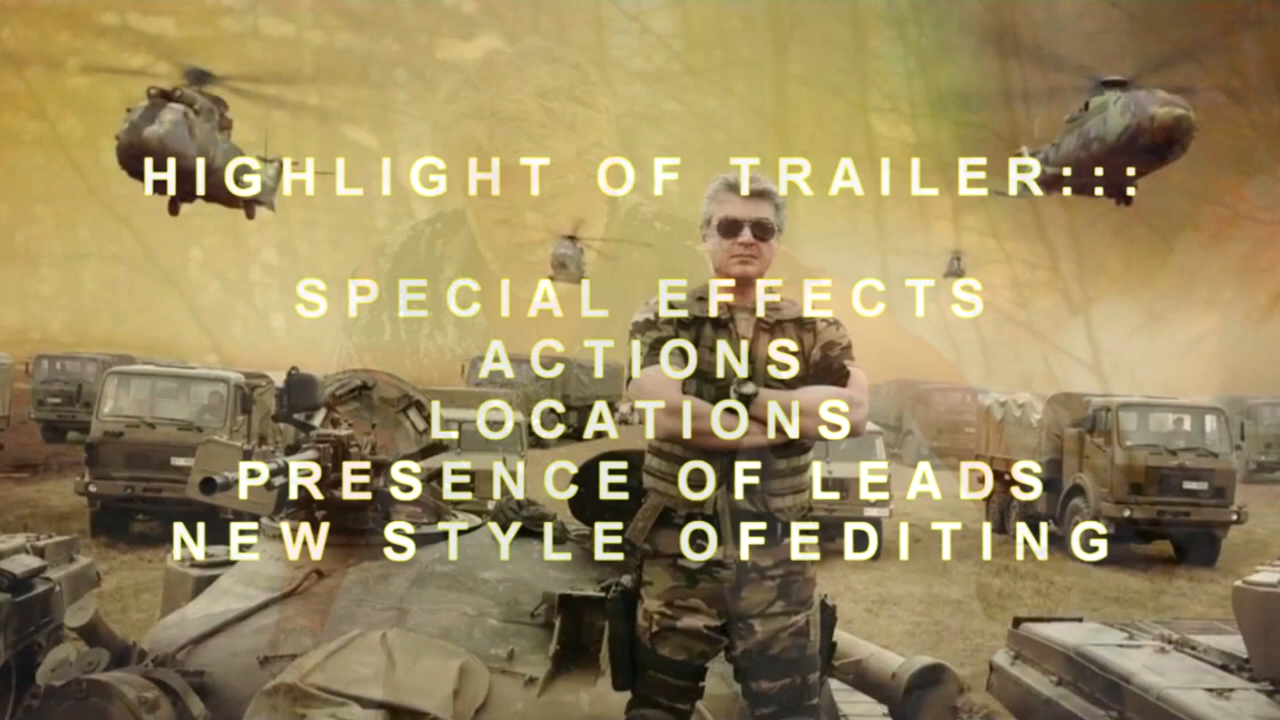 HIGHLIGHT OF TRAILER:::
SPECIAL EFFECTS
ACTIONS
LOCATIONS
PRESENCE OF LEADS
NEW STYLE OFEDITING